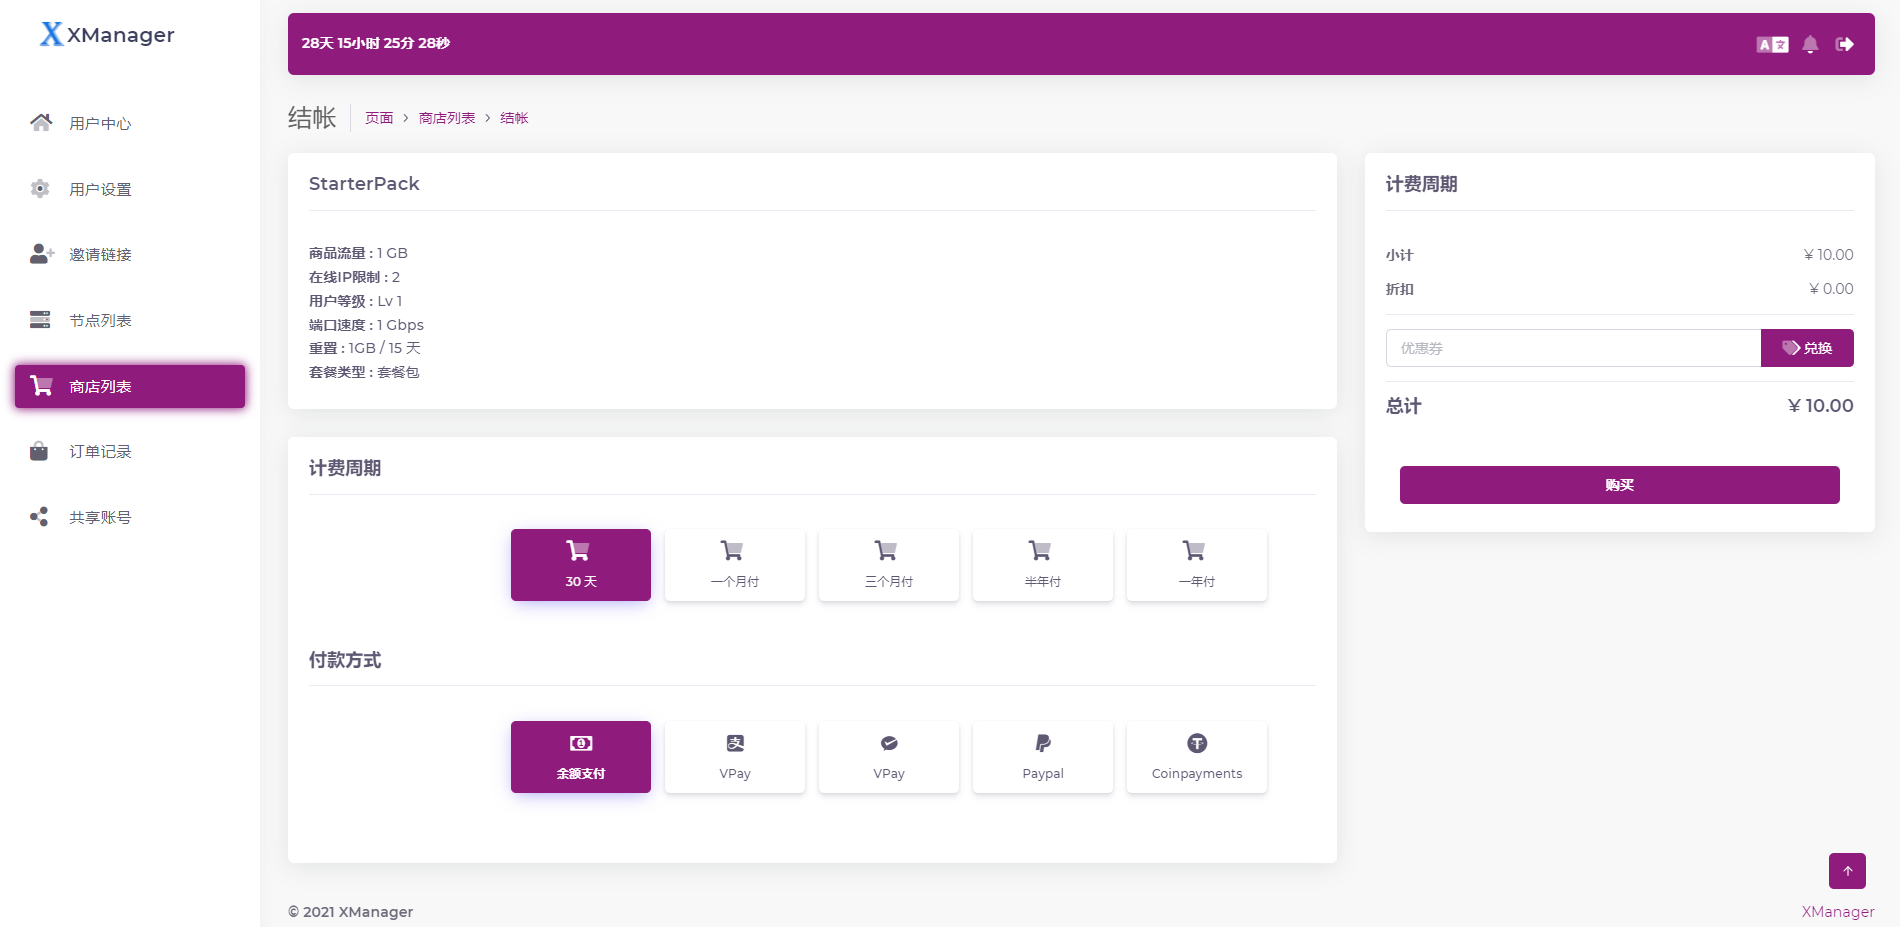 XManager
28天 15小时 25分 28秒
用户中心
用户设置
邀请链接
节点列表
商店列表
订单记录
共享账号
结帐
页面 > 商店列表 > 结帐
StarterPack
商品流量 : 1 GB
在线IP限制 : 2
用户等级 : Lv 1
端口速度 : 1 Gbps
重置 : 1GB / 15 天
套餐类型 : 套餐包
计费周期
30 天
一个月付
三个月付
半年付
一年付
付款方式
余额支付
VPay
VPay
Paypal
Coinpayments
计费周期
小计 ¥ 10.00
折扣 ¥ 0.00
优惠券 兑换
总计 ¥ 10.00
购买
© 2021 XManager
XManager